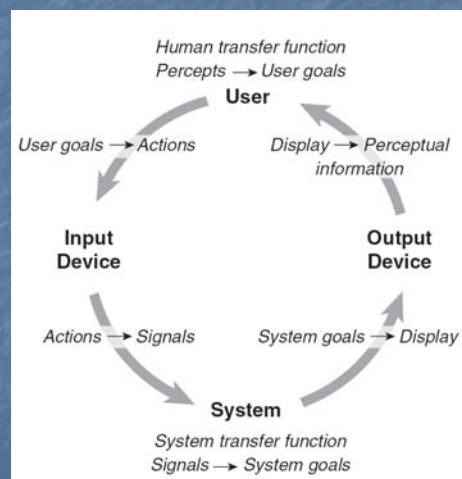 Human transfer function
Percepts → User goals
User
User goals → Actions
Display → Perceptual
information
Input
Device
Output
Device
Actions → Signals
System goals → Display
System
System transfer function
Signals → System goals